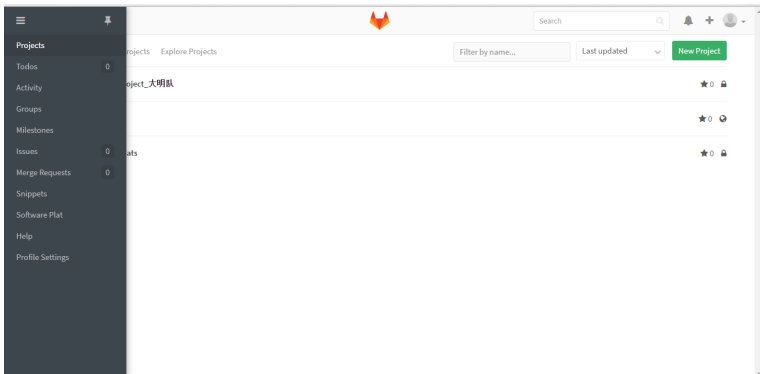 Search
Projects
rojects Explore Projects Filter by name... Last updated New Project
Todos 0
Activity
oject_大明队 0
Groups
Milestones 0
Issues 0 ats 0
Merge Requests 0
Snippets
Software Plat
Help
Profile Settings